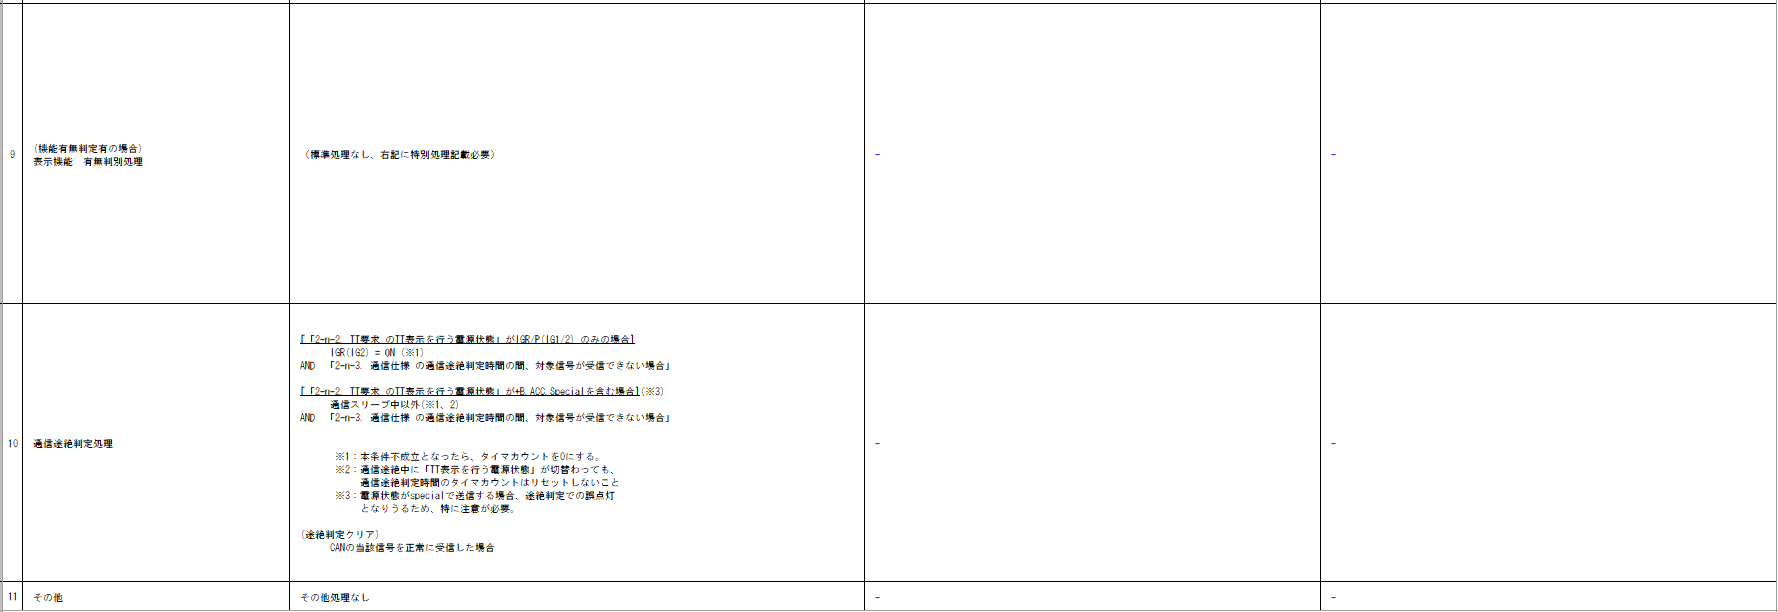 9
(機能有無判定有の場合)
表示機能　有無判別処理
（標準処理なし、右記に特別処理記載必要）
-
-
10
通信途絶判定処理
[「2-n-2. TT要求 のTT表示を行う電源状態」がIGR/P(IG1/2) のみの場合]
IGR(IG2) = ON (※1)
AND 「2-n-3. 通信仕様 の通信途絶判定時間の間、対象信号が受信できない場合」
[「2-n-2. TT要求 のTT表示を行う電源状態」が+B,ACC,Specialを含む場合](※3)
通信スリープ中以外(※1、2)
AND 「2-n-3. 通信仕様 の通信途絶判定時間の間、対象信号が受信できない場合」
※1：本条件不成立となったら、タイマカウントを0にする。
※2：通信途絶中に「TT表示を行う電源状態」が切替わっても、
通信途絶判定時間のタイマカウントはリセットしないこと
※3：電源状態がspecialで送信する場合、途絶判定での誤点灯
となりうるため、特に注意が必要。
(途絶判定クリア)
CANの当該信号を正常に受信した場合
-
-
11
その他
その他処理なし
-
-